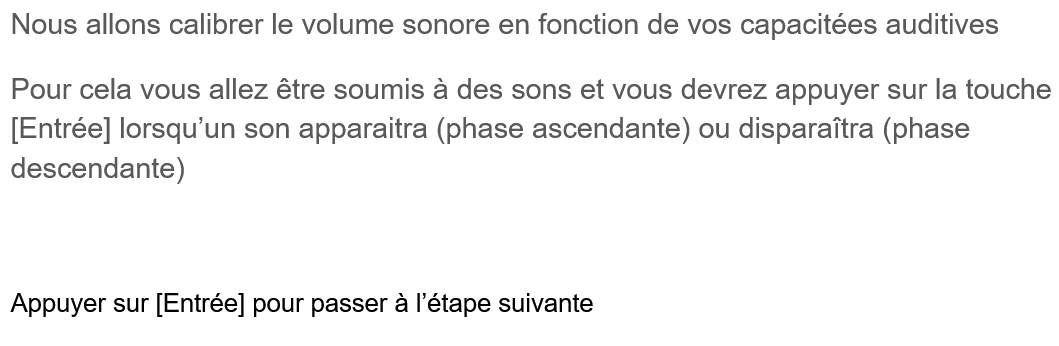 Nous allons calibrer le volume sonore en fonction de vos capacitées auditives
Pour cela vous allez être soumis à des sons et vous devrez appuyer sur la touche
[Entrée] lorsqu’un son apparaitra (phase ascendante) ou disparaîtra (phase
descendante)
Appuyer sur [Entrée] pour passer à l’étape suivante